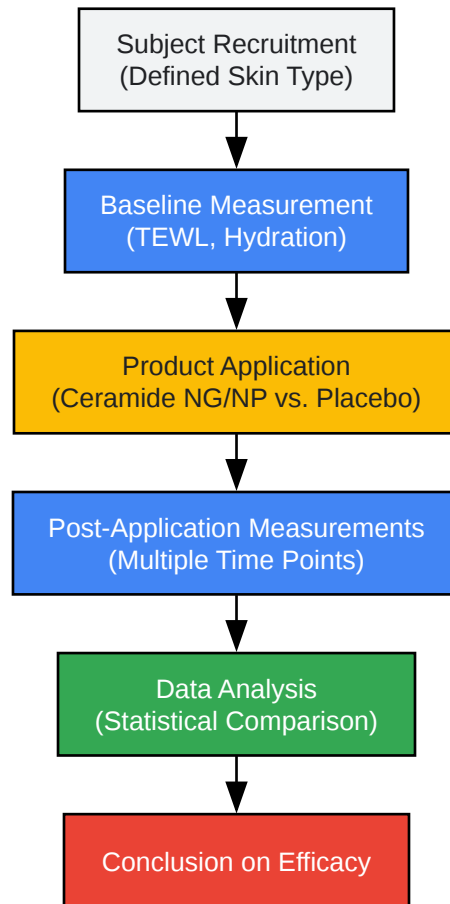 Subject Recruitment
(Defined Skin Type)
Baseline Measurement
(TEWL, Hydration)
Product Application
(Ceramide NG/NP vs. Placebo)
Post-Application Measurements
(Multiple Time Points)
Data Analysis
(Statistical Comparison)
Conclusion on Efficacy